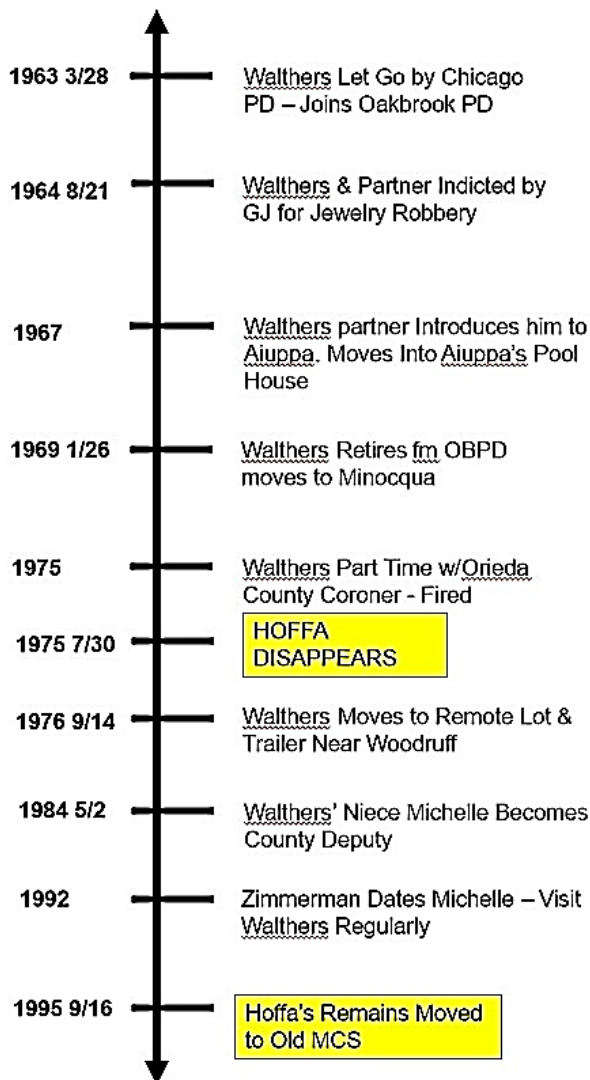 1963 3/28
Walthers Let Go by Chicago
PD – Joins Oakbrook PD
1964 8/21
Walthers & Partner Indicted by
GJ for Jewelry Robbery
1967
Walthers partner Introduces him to
Aiuppa. Moves Into Aiuppa's Pool
House
1969 1/26
Walthers Retires fm OBPD
moves to Minocqua
1975
Walthers Part Time w/Orieda
County Coroner - Fired
1975 7/30
HOFFA
DISAPPEARS
1976 9/14
Walthers Moves to Remote Lot &
Trailer Near Woodruff
1984 5/2
Walthers' Niece Michelle Becomes
County Deputy
1992
Zimmerman Dates Michelle – Visit
Walthers Regularly
1995 9/16
Hoffa's Remains Moved
to Old MCS